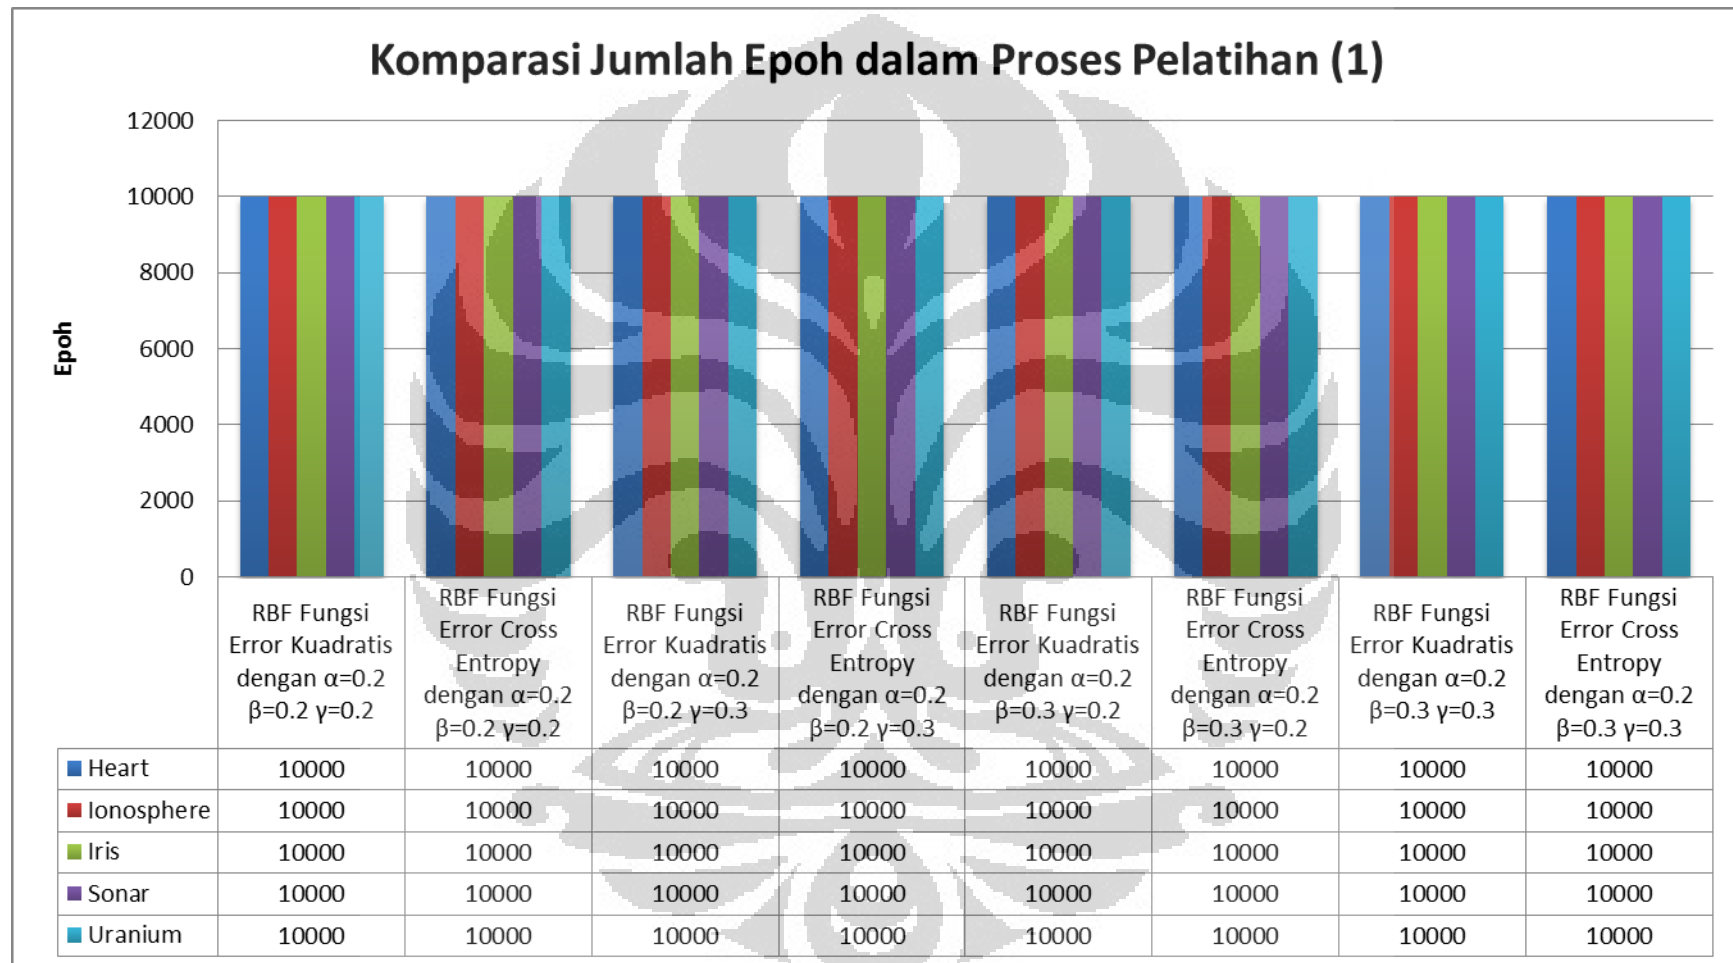 Komparasi Jumlah Epoh dalam Proses Pelatihan (1)
12000
10000
8000
6000
4000
2000
0
Epoh
RBF Fungsi
Error Kuadratis
dengan α=0.2
β=0.2 γ=0.2
RBF Fungsi
Error Cross
Entropy
dengan α=0.2
β=0.2 γ=0.2
RBF Fungsi
Error Kuadratis
dengan α=0.2
β=0.2 γ=0.3
RBF Fungsi
Error Cross
Entropy
dengan α=0.2
β=0.2 γ=0.3
RBF Fungsi
Error Kuadratis
dengan α=0.2
β=0.3 γ=0.2
RBF Fungsi
Error Cross
Entropy
dengan α=0.2
β=0.3 γ=0.2
RBF Fungsi
Error Kuadratis
dengan α=0.2
β=0.3 γ=0.3
RBF Fungsi
Error Cross
Entropy
dengan α=0.2
β=0.3 γ=0.3
Heart 10000 10000 10000 10000 10000 10000 10000 10000
Ionosphere 10000 10000 10000 10000 10000 10000 10000 10000
Iris 10000 10000 10000 10000 10000 10000 10000 10000
Sonar 10000 10000 10000 10000 10000 10000 10000 10000
Uranium 10000 10000 10000 10000 10000 10000 10000 10000